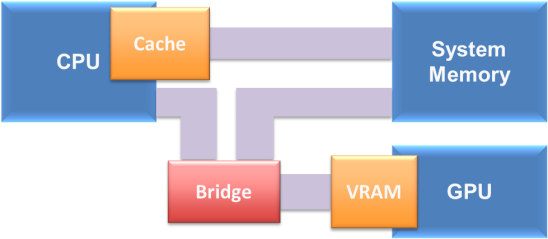 CPU
Cache
System
Memory
Bridge
VRAM
GPU